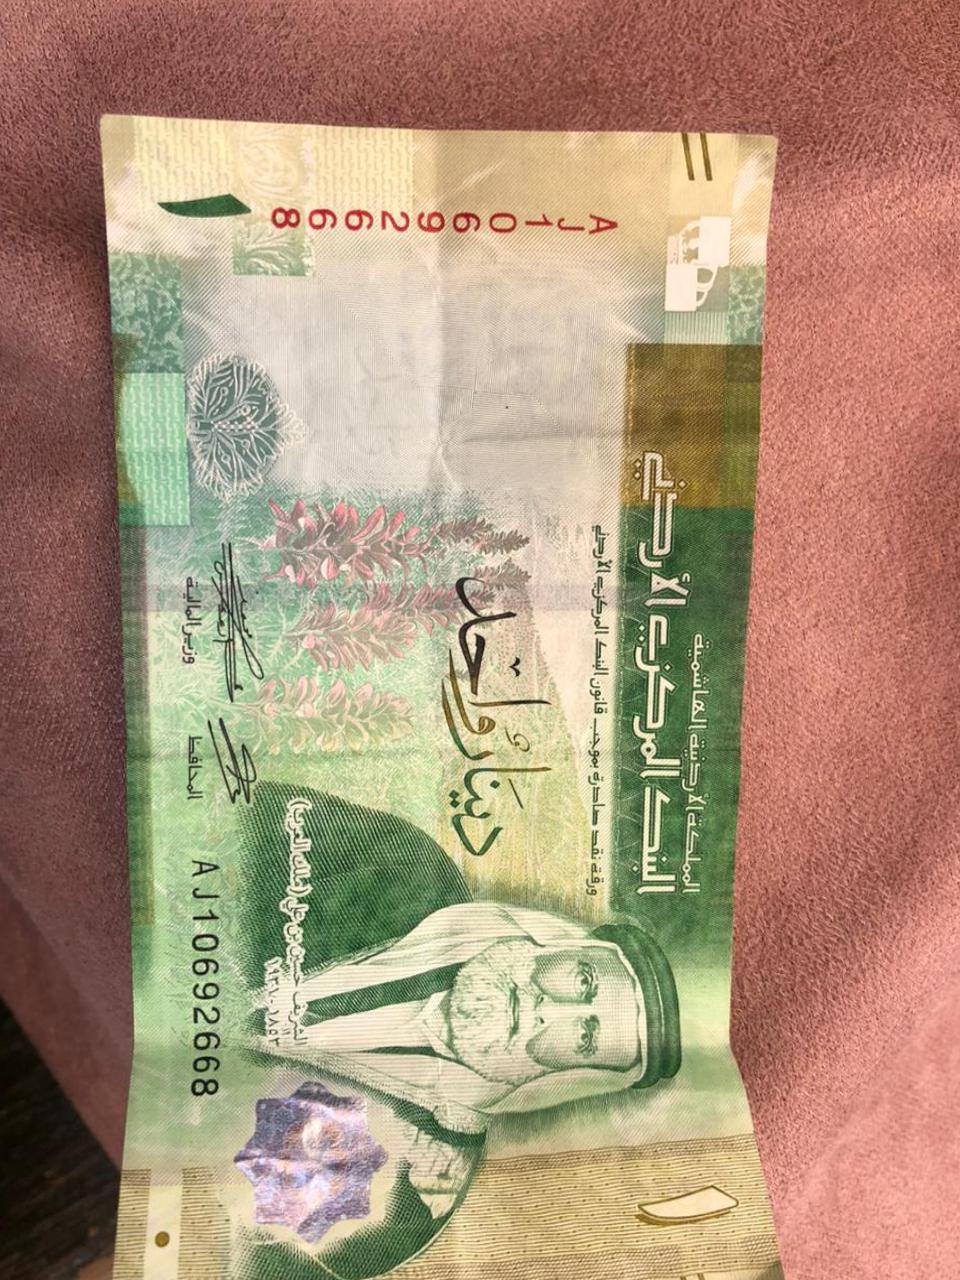 المملكة الأردنية الهاشمية
البنك المركزي الأردني
ورقة نقد صادرة بموجب قانون البنك المركزي الأردني
دينار واحد
AJ10692668
١
الشريف حسين بن علي (ملك العرب)
١٨٥٣-١٩٣١
وزير المالية
المحافظ
AJ10692668
١